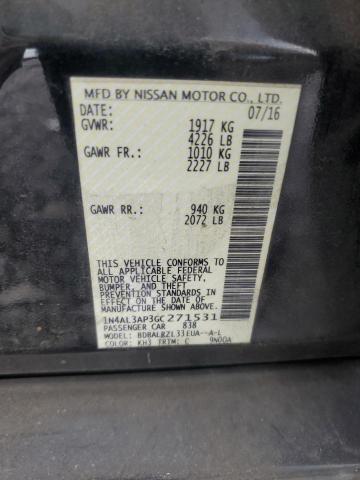 MFD BY NISSAN MOTOR CO., LTD.
DATE: 07/16
GVWR: 1917 KG
4226 LB
GAWR FR.: 1010 KG
2227 LB
GAWR RR.: 940 KG
2072 LB
THIS VEHICLE CONFORMS TO
ALL APPLICABLE FEDERAL
MOTOR VEHICLE SAFETY,
BUMPER, AND THEFT
PREVENTION STANDARDS IN
EFFECT ON THE DATE OF
MANUFACTURE SHOWN ABOVE.
1N4AL3AP3GC271531
PASSENGER CAR 838
MODEL: BDRALRZL33EUA--A-L
COLOR: KH3 TRIM: C 9N00A